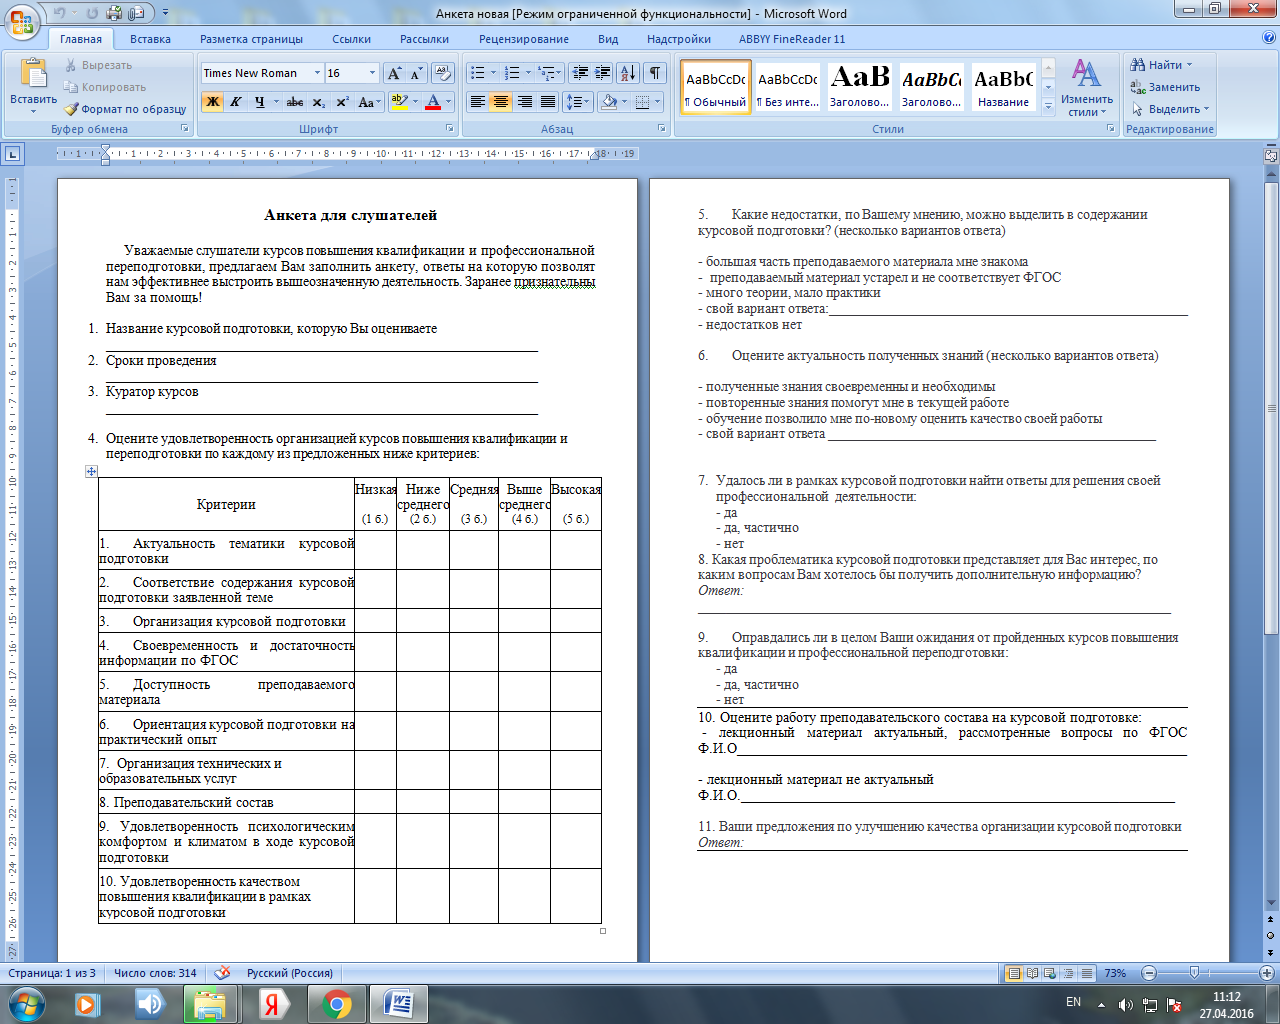 Анкета новая [Режим ограниченной функциональности] - Microsoft Word
Главная Вставка Разметка страницы Ссылки Рассылки Рецензирование Вид Надстройки ABBYY FineReader 11
Вставить
Вырезать
Копировать
Формат по образцу
Буфер обмена
Times New Roman 16
Ж К Ч abc x₂ x² Aa
Шрифт
Абзац
AaBbCcDc AaBbCcDc AaB AaBbCc AaBbC
¶ Обычный ¶ Без инте... Заголово... Заголово... Название
Изменить стили
Стили
Найти
Заменить
Выделить
Редактирование
Анкета для слушателей
Уважаемые слушатели курсов повышения квалификации и профессиональной
переподготовки, предлагаем Вам заполнить анкету, ответы на которую позволят
нам эффективнее выстроить вышеозначенную деятельность. Заранее признательны
Вам за помощь!
1. Название курсовой подготовки, которую Вы оцениваете
2. Сроки проведения
3. Куратор курсов
4. Оцените удовлетворенность организацией курсов повышения квалификации и
переподготовки по каждому из предложенных ниже критериев:
Критерии
Низкая (1 б.)
Ниже среднего (2 б.)
Средняя (3 б.)
Выше среднего (4 б.)
Высокая (5 б.)
1. Актуальность тематики курсовой
подготовки
2. Соответствие содержания курсовой
подготовки заявленной теме
3. Организация курсовой подготовки
4. Своевременность и достаточность
информации по ФГОС
5. Доступность преподаваемого
материала
6. Ориентация курсовой подготовки на
практический опыт
7. Организация технических и
образовательных услуг
8. Преподавательский состав
9. Удовлетворенность психологическим
комфортом и климатом в ходе курсовой
подготовки
10. Удовлетворенность качеством
повышения квалификации в рамках
курсовой подготовки
5. Какие недостатки, по Вашему мнению, можно выделить в содержании
курсовой подготовки? (несколько вариантов ответа)
- большая часть преподаваемого материала мне знакома
- преподаваемый материал устарел и не соответствует ФГОС
- много теории, мало практики
- свой вариант ответа:
- недостатков нет
6. Оцените актуальность полученных знаний (несколько вариантов ответа)
- полученные знания своевременны и необходимы
- повторенные знания помогут мне в текущей работе
- обучение позволило мне по-новому оценить качество своей работы
- свой вариант ответа
7. Удалось ли в рамках курсовой подготовки найти ответы для решения своей
профессиональной деятельности:
- да
- да, частично
- нет
8. Какая проблематика курсовой подготовки представляет для Вас интерес, по
каким вопросам Вам хотелось бы получить дополнительную информацию?
Ответ:
9. Оправдались ли в целом Ваши ожидания от пройденных курсов повышения
квалификации и профессиональной переподготовки:
- да
- да, частично
- нет
10. Оцените работу преподавательского состава на курсовой подготовке:
- лекционный материал актуальный, рассмотренные вопросы по ФГОС
Ф.И.О
- лекционный материал не актуальный
Ф.И.О.
11. Ваши предложения по улучшению качества организации курсовой подготовки
Ответ:
Страница: 1 из 3 Число слов: 314 Русский (Россия) 73%
EN 11:12
27.04.2016